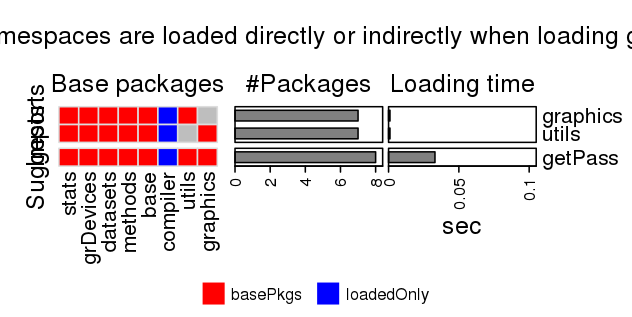 mespaces are loaded directly or indirectly when loading g
Base packages
#Packages
Loading time
Imports
Suggests
graphics
utils
getPass
0
2
4
6
8
0
0.05
0.1
stats
grDevices
datasets
methods
base
compiler
utils
graphics
sec
basePkgs
loadedOnly